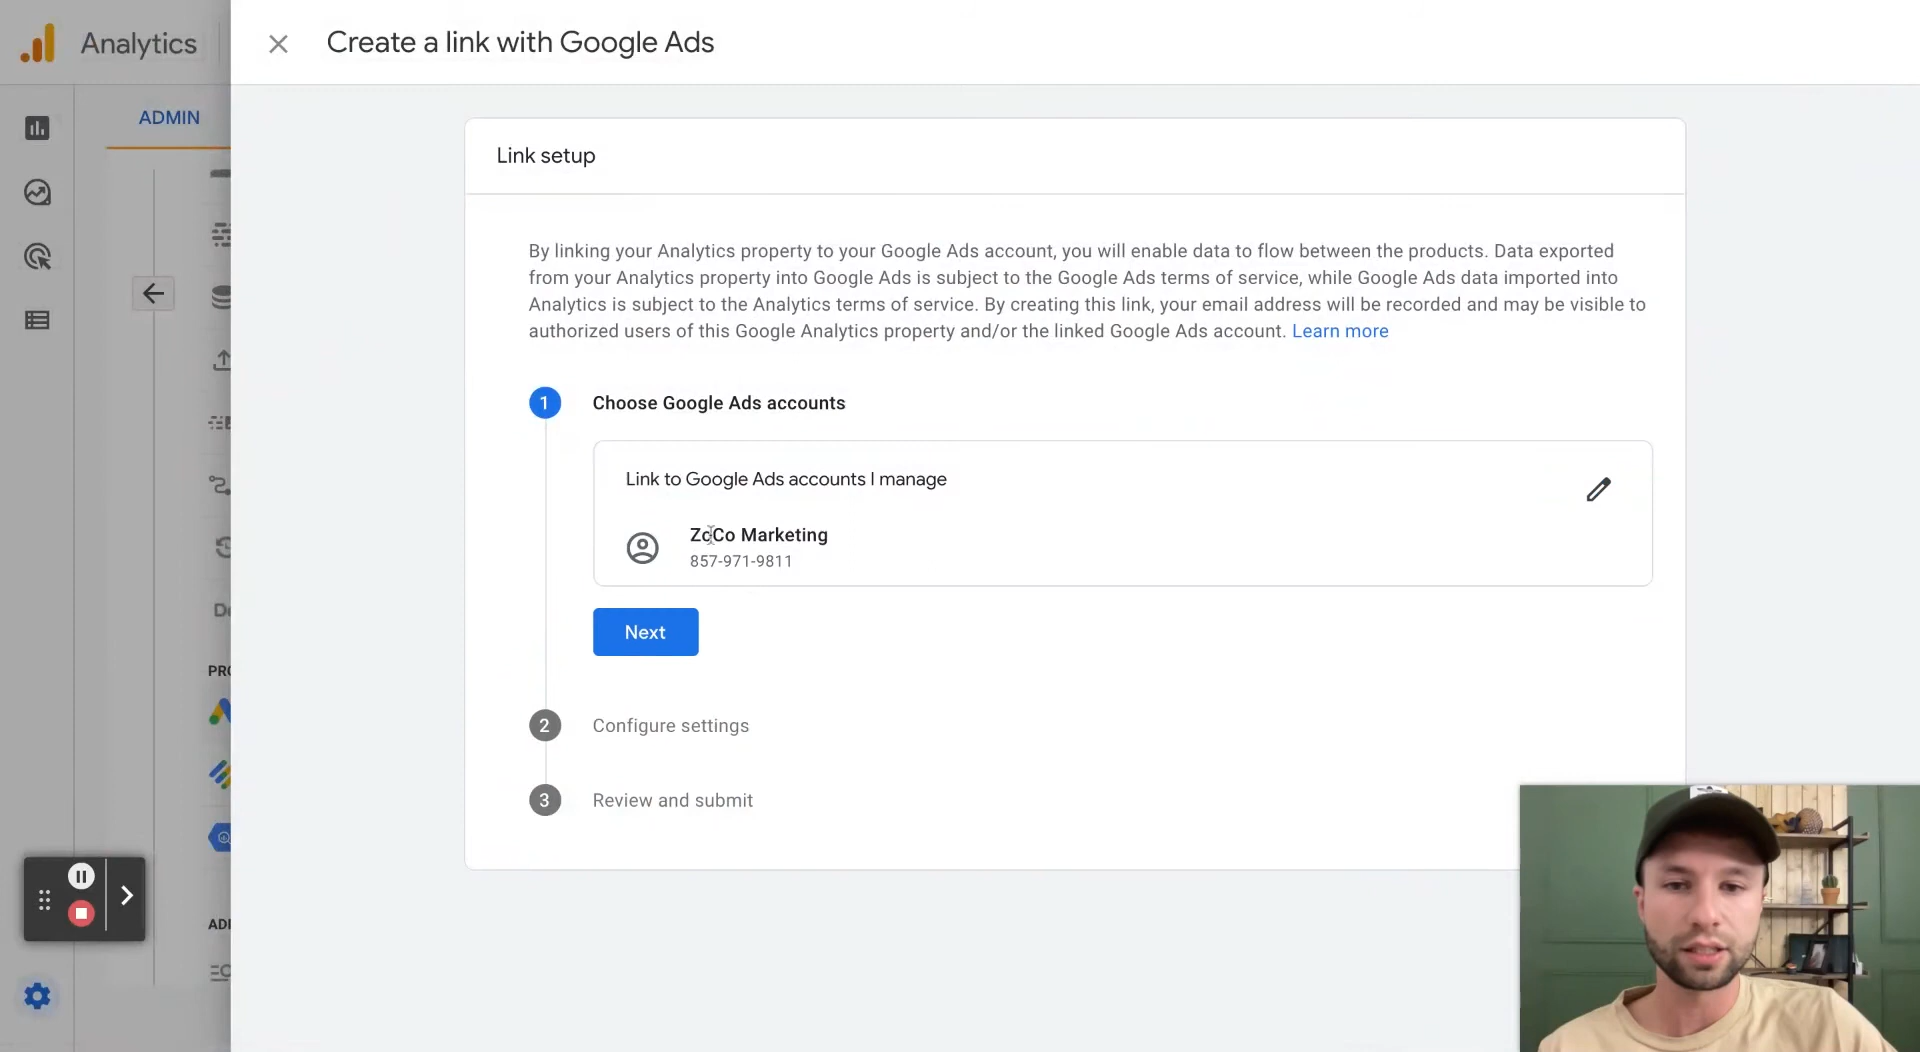 Analytics
Create a link with Google Ads
ADMIN
Link setup
By linking your Analytics property to your Google Ads account, you will enable data to flow between the products. Data exported
from your Analytics property into Google Ads is subject to the Google Ads terms of service, while Google Ads data imported into
Analytics is subject to the Analytics terms of service. By creating this link, your email address will be recorded and may be visible to
authorized users of this Google Analytics property and/or the linked Google Ads account. Learn more
1 Choose Google Ads accounts
Link to Google Ads accounts I manage
ZoCo Marketing
857-971-9811
Next
2 Configure settings
3 Review and submit